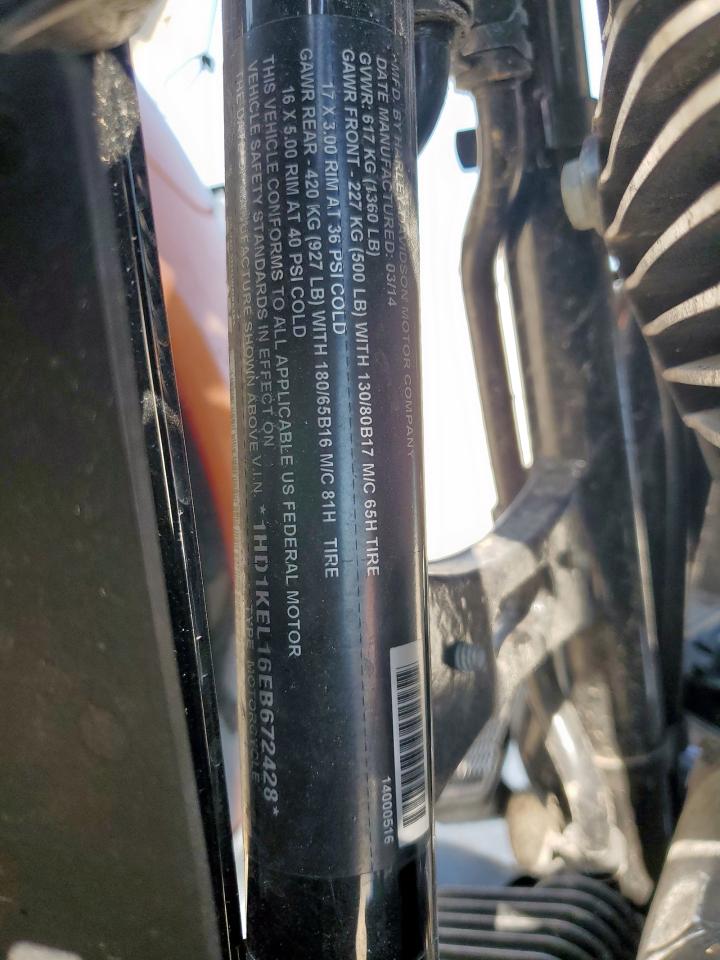 MFD. BY HARLEY-DAVIDSON MOTOR COMPANY
DATE MANUFACTURED: 03/14
GVWR: 617 KG (1360 LB)
GAWR FRONT - 227 KG (500 LB) WITH 130/80B17 M/C 65H TIRE
17 X 3.00 RIM AT 36 PSI COLD
GAWR REAR - 420 KG (927 LB) WITH 180/65B16 M/C 81H TIRE
16 X 5.00 RIM AT 40 PSI COLD
THIS VEHICLE CONFORMS TO ALL APPLICABLE US FEDERAL MOTOR
VEHICLE SAFETY STANDARDS IN EFFECT ON
THE DATE OF MANUFACTURE SHOWN ABOVE V.I.N. *1HD1KEL16EB672428*
TYPE: MOTORCYCLE
14000516